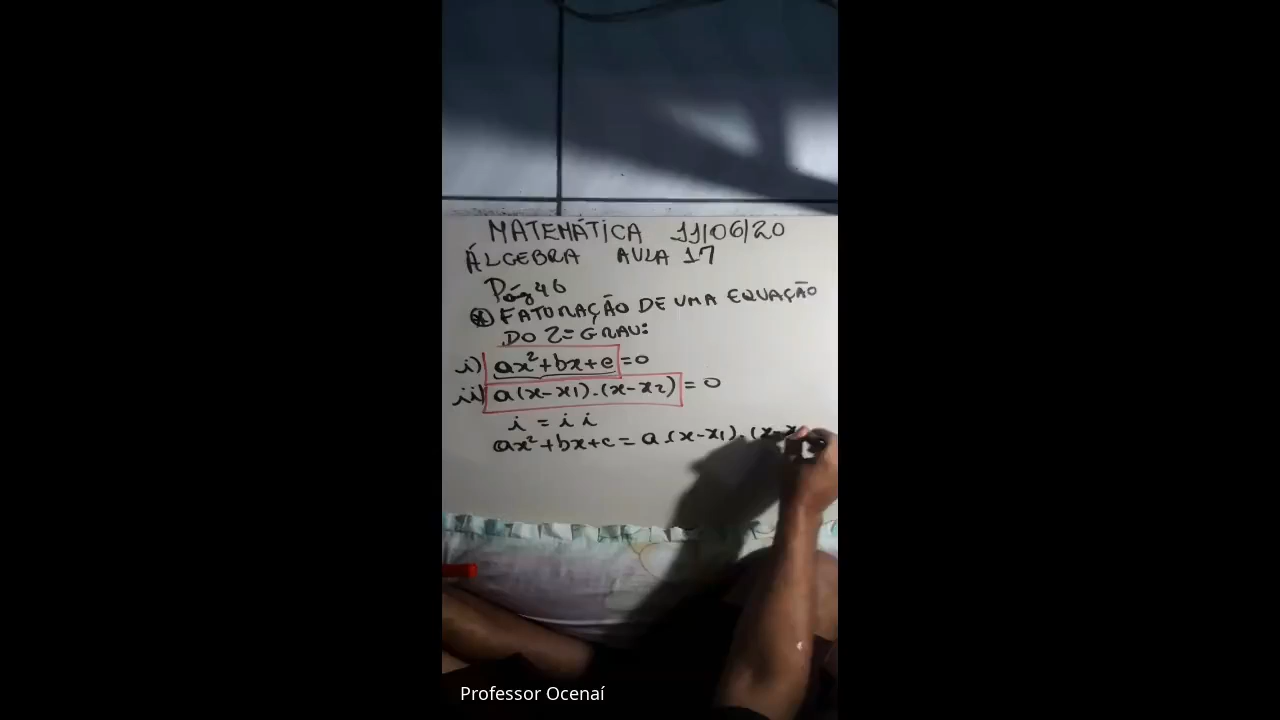 MATEMÁTICA 11/06/20
ÁLGEBRA AULA 17
Pág 46
* FATORAÇÃO DE UMA EQUAÇÃO
DO 2º GRAU:
i) ax²+bx+c = 0
ii) a(x-x1).(x-x2) = 0
i = ii
ax²+bx+c = a.(x-x1).(x-x
Professor Ocenaí